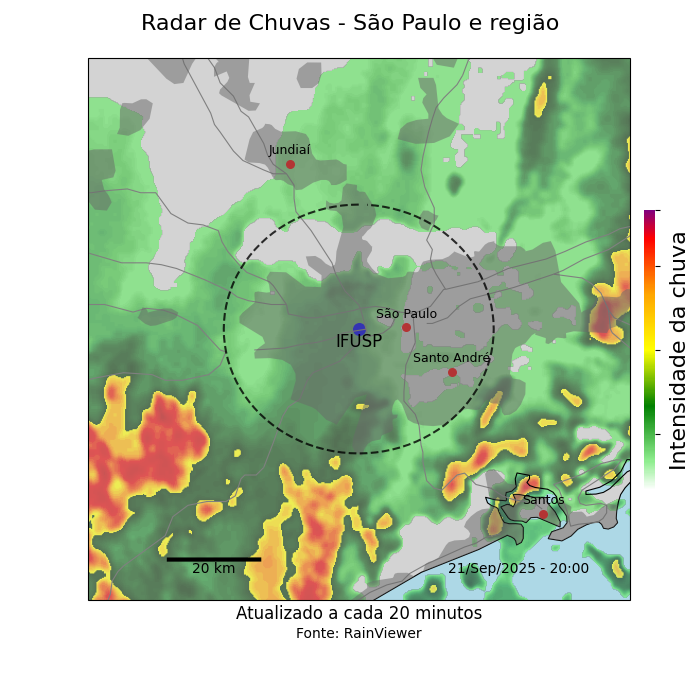 Radar de Chuvas - São Paulo e região
Jundiaí
São Paulo
IFUSP
Santo André
Santos
20 km
21/Sep/2025 - 20:00
Intensidade da chuva
Atualizado a cada 20 minutos
Fonte: RainViewer